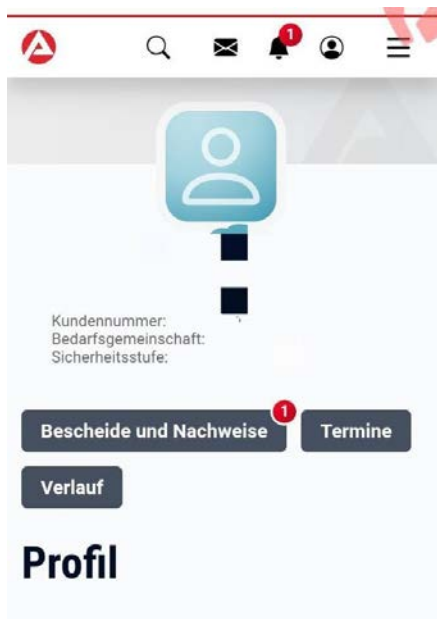 1
Kundennummer:
Bedarfsgemeinschaft:
Sicherheitsstufe:
Bescheide und Nachweise 1 Termine
Verlauf
Profil